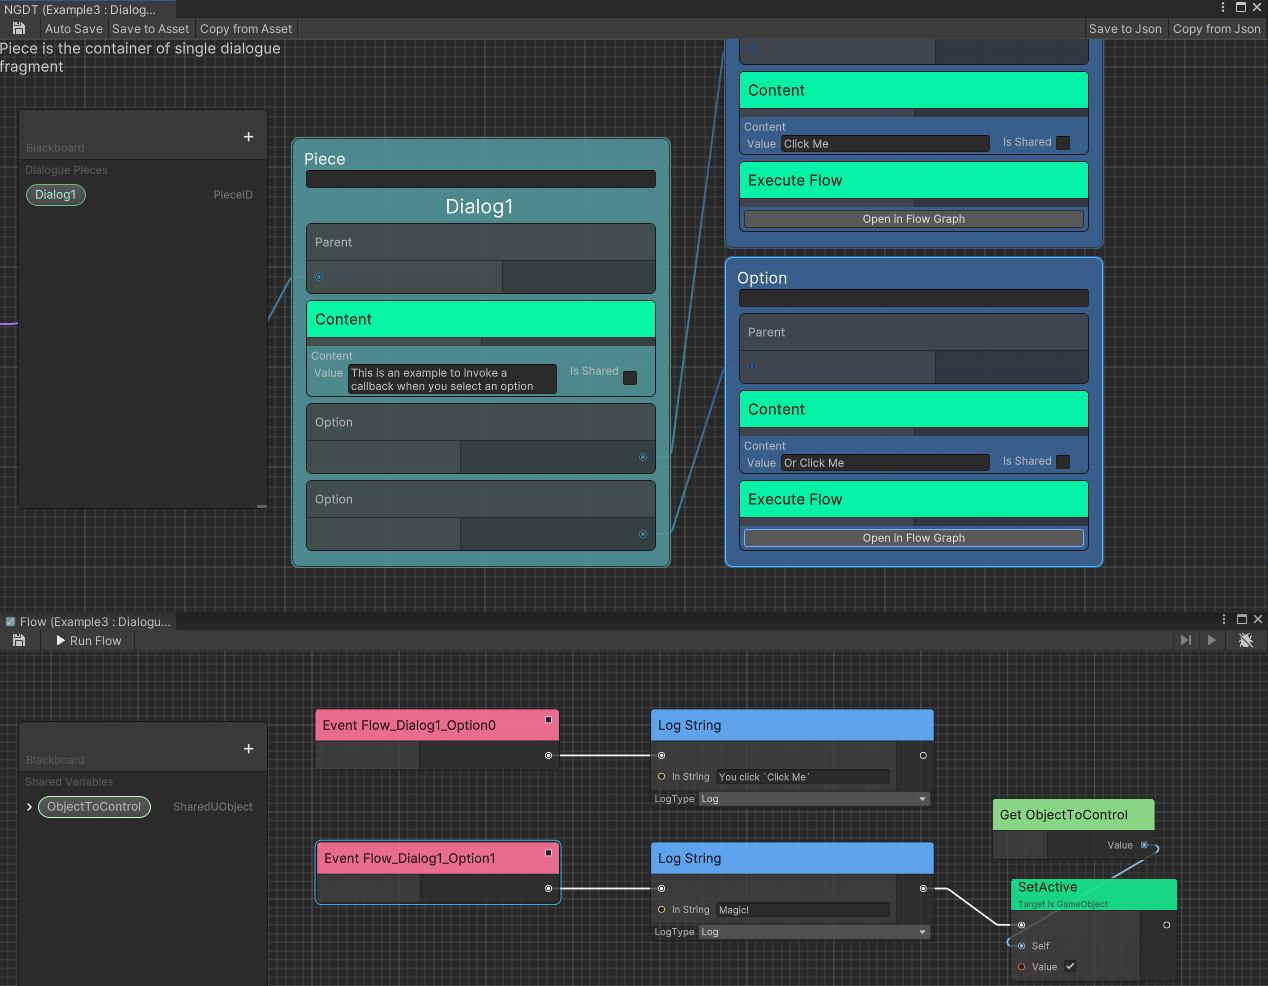 NGDT (Example3 : Dialog...
Auto Save
Save to Asset
Copy from Asset
Save to Json
Copy from Json
Piece is the container of single dialogue
fragment
Blackboard
Dialogue Pieces
Dialog1
PieceID
Piece
Dialog1
Parent
Content
Content
Value
This is an example to invoke a
callback when you select an option
Is Shared
Option
Option
Content
Content
Value
Click Me
Is Shared
Execute Flow
Open in Flow Graph
Option
Parent
Content
Content
Value
Or Click Me
Is Shared
Execute Flow
Open in Flow Graph
Flow (Example3 : Dialogu...
Run Flow
Blackboard
Shared Variables
ObjectToControl
SharedUObject
Event Flow_Dialog1_Option0
Log String
In String
You click `Click Me`
LogType
Log
Event Flow_Dialog1_Option1
Log String
In String
Magic!
LogType
Log
Get ObjectToControl
Value
SetActive
Target is GameObject
Self
Value